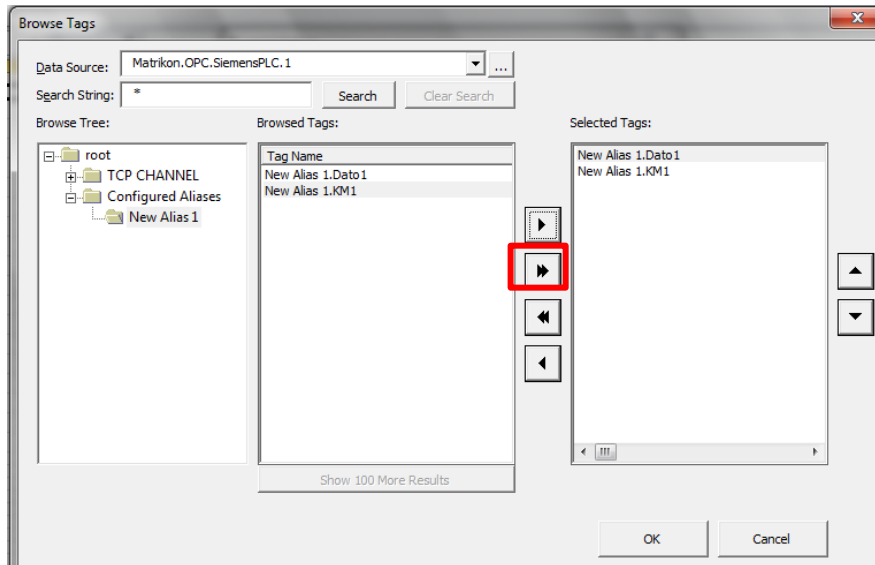 Browse Tags
Data Source: Matrikon.OPC.SiemensPLC.1 ...
Search String: * Search Clear Search
Browse Tree: Browsed Tags: Selected Tags:
root
TCP CHANNEL
Configured Aliases
New Alias 1
Tag Name
New Alias 1.Dato1
New Alias 1.KM1
New Alias 1.Dato1
New Alias 1.KM1
Show 100 More Results
OK Cancel